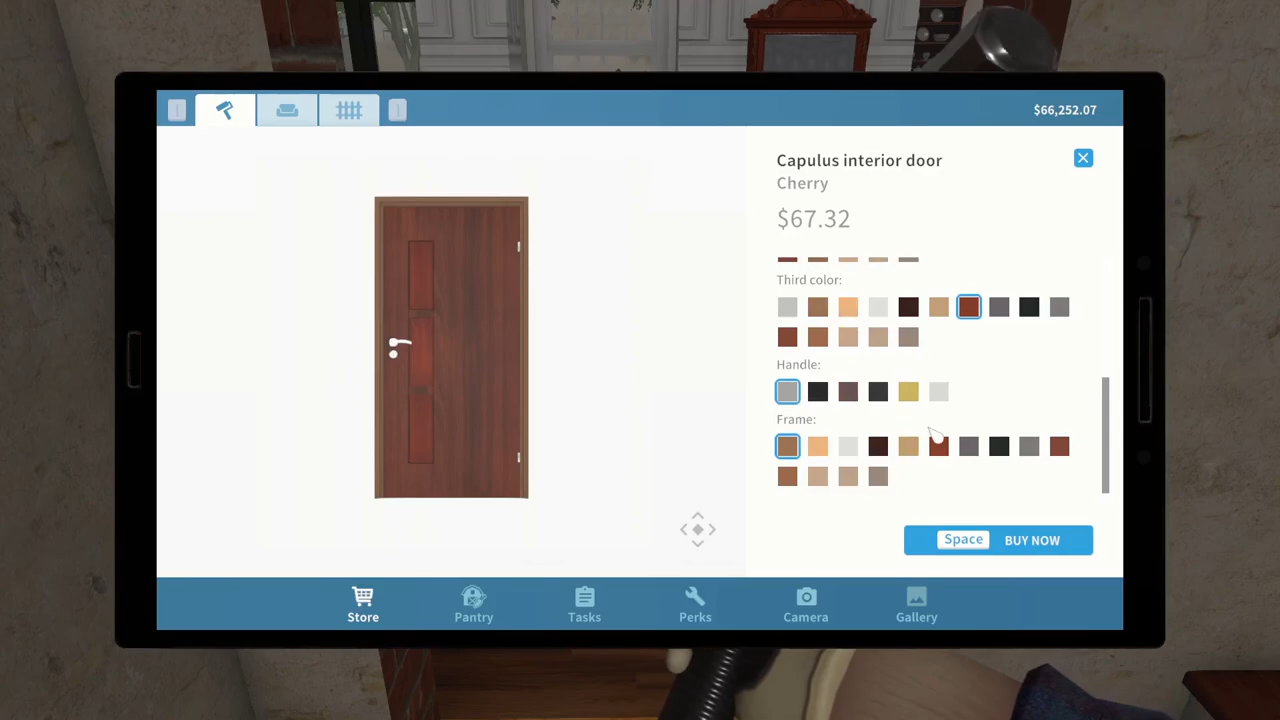 $66,252.07
Capulus interior door
Cherry
$67.32
Third color:
Handle:
Frame:
Space BUY NOW
Store
Pantry
Tasks
Perks
Camera
Gallery